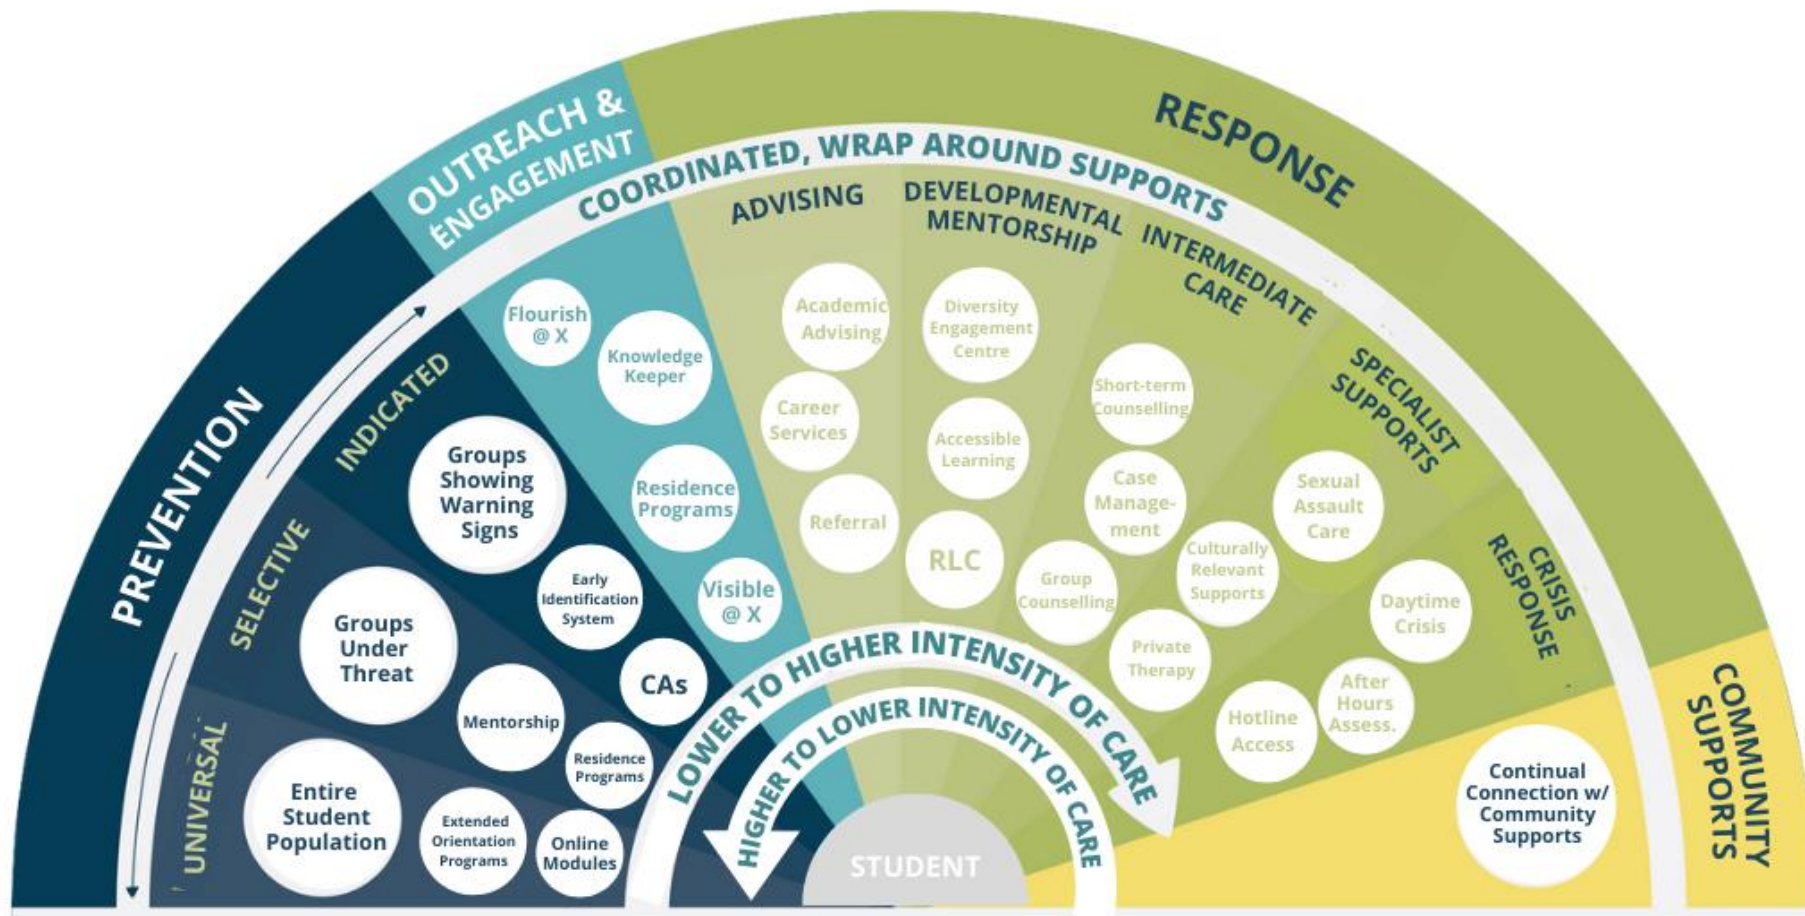 PREVENTION
OUTREACH &
ENGAGEMENT
RESPONSE
COMMUNITY
SUPPORTS
COORDINATED, WRAP AROUND SUPPORTS
UNIVERSAL
Entire
Student
Population
Extended
Orientation
Programs
Online
Modules
SELECTIVE
Groups
Under
Threat
Mentorship
Residence
Programs
INDICATED
Groups
Showing
Warning
Signs
Early
Identification
System
CAs
Flourish
@ X
Knowledge
Keeper
Residence
Programs
Visible
@ X
ADVISING
Academic
Advising
Career
Services
Referral
DEVELOPMENTAL
MENTORSHIP
Diversity
Engagement
Centre
Accessible
Learning
RLC
INTERMEDIATE
CARE
Short-term
Counselling
Case
Manage-
ment
Group
Counselling
SPECIALIST
SUPPORTS
Sexual
Assault
Care
Culturally
Relevant
Supports
Private
Therapy
CRISIS
RESPONSE
Daytime
Crisis
After
Hours
Assess.
Hotline
Access
Continual
Connection w/
Community
Supports
LOWER TO HIGHER INTENSITY OF CARE
HIGHER TO LOWER INTENSITY OF CARE
STUDENT